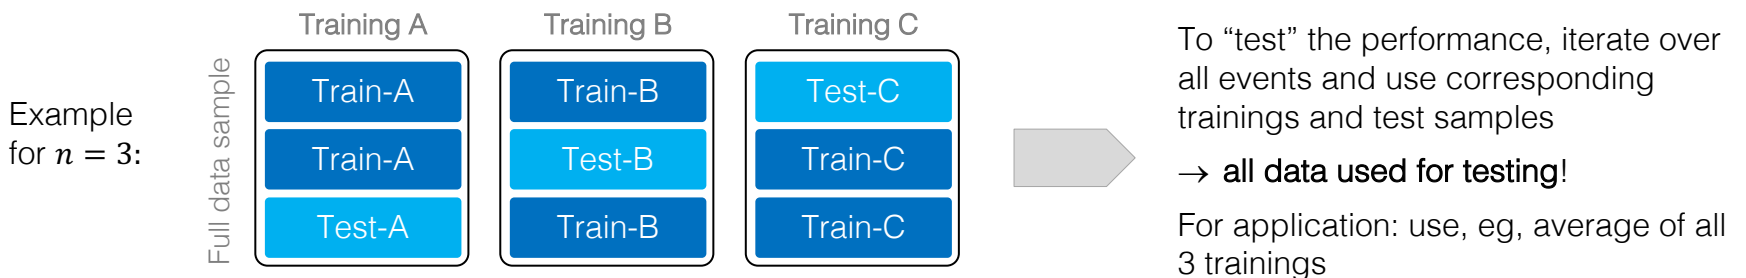 Example
for n = 3:
Full data sample
Training A
Train-A
Train-A
Test-A
Training B
Train-B
Test-B
Train-B
Training C
Test-C
Train-C
Train-C
To “test” the performance, iterate over
all events and use corresponding
trainings and test samples
→ all data used for testing!
For application: use, eg, average of all
3 trainings